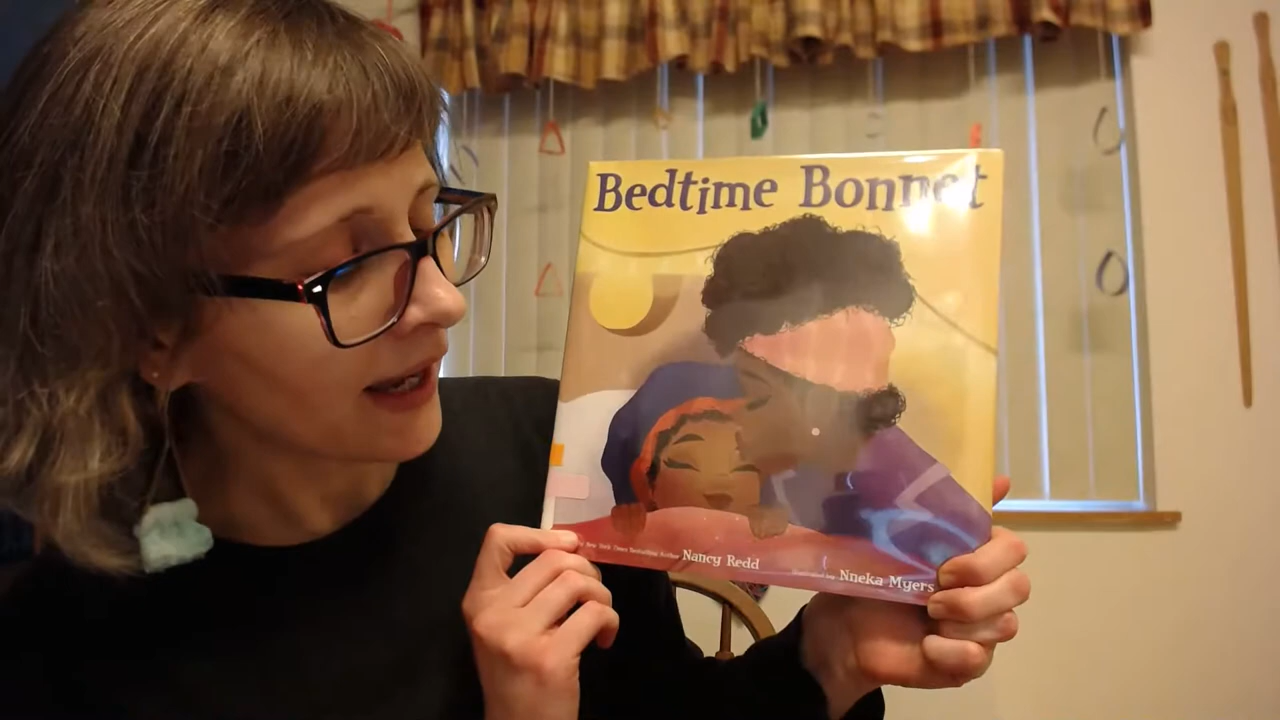 Bedtime Bonnet
New York Times Bestselling Author Nancy Redd
Illustrated by Nneka Myers